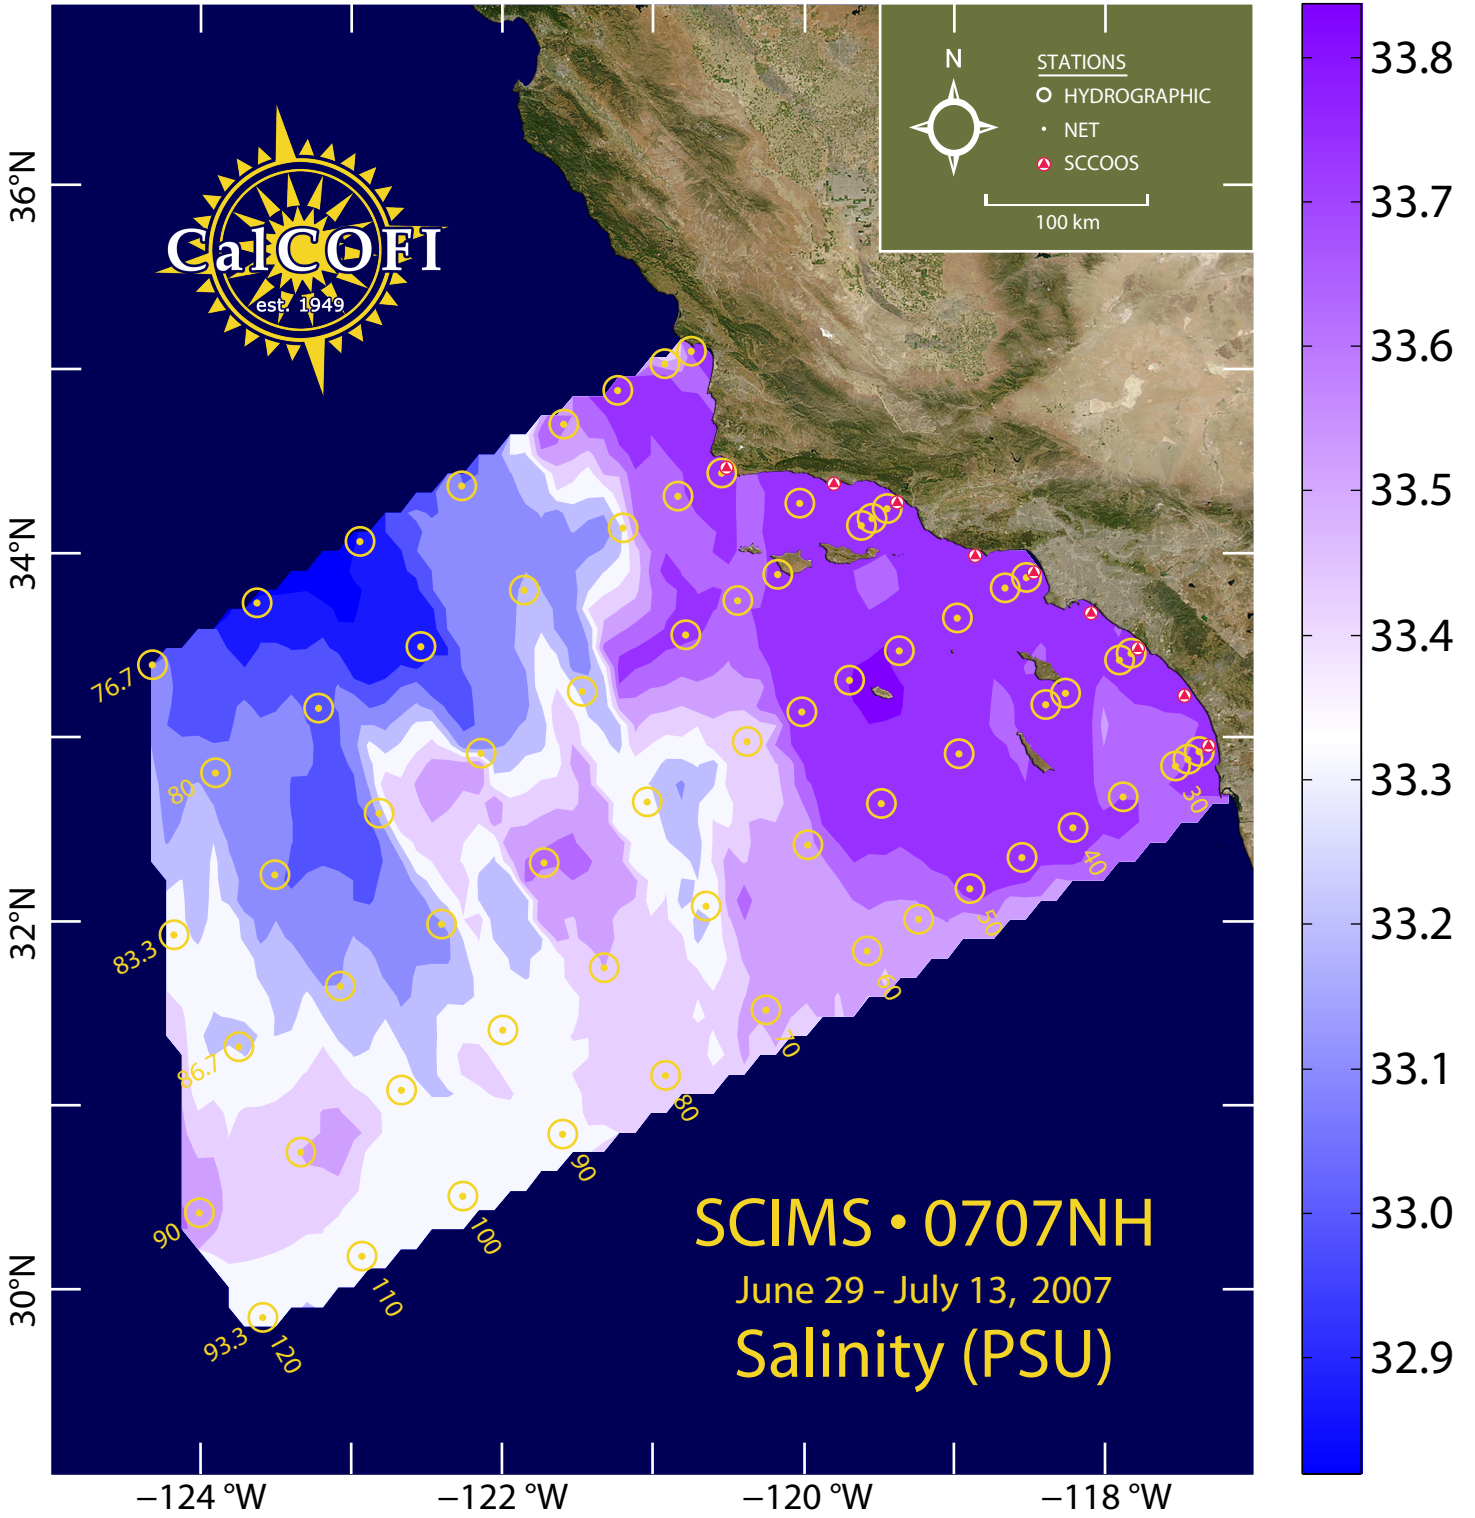 N
STATIONS
HYDROGRAPHIC
NET
SCCOOS
100 km
CalCOFI
est. 1949
36°N
34°N
32°N
30°N
76.7
80
83.3
86.7
90
93.3
30
40
50
60
70
80
90
100
110
120
SCIMS • 0707NH
June 29 - July 13, 2007
Salinity (PSU)
−124 °W
−122 °W
−120 °W
−118 °W
33.8
33.7
33.6
33.5
33.4
33.3
33.2
33.1
33.0
32.9